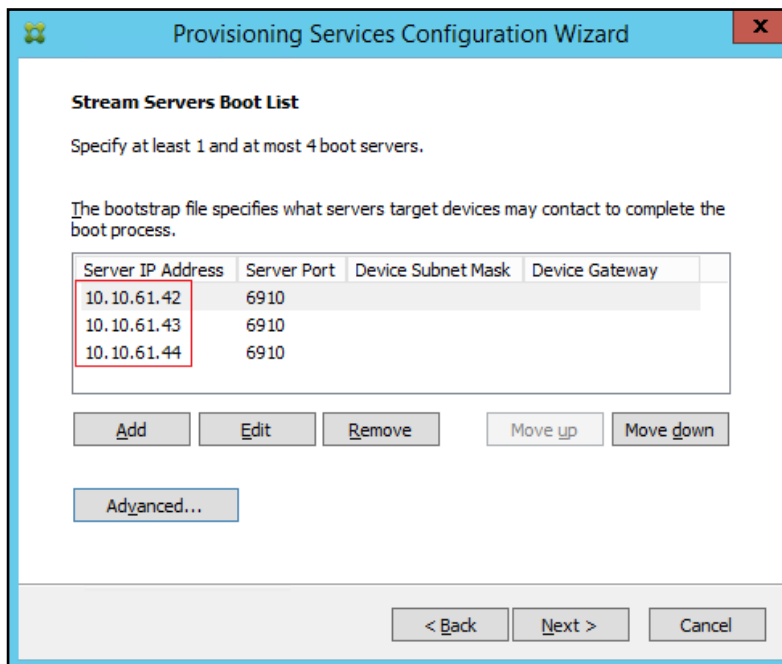 Provisioning Services Configuration Wizard
x
Stream Servers Boot List
Specify at least 1 and at most 4 boot servers.
The bootstrap file specifies what servers target devices may contact to complete the
boot process.
Server IP Address Server Port Device Subnet Mask Device Gateway
10.10.61.42 6910
10.10.61.43 6910
10.10.61.44 6910
Add Edit Remove Move up Move down
Advanced...
< Back Next > Cancel